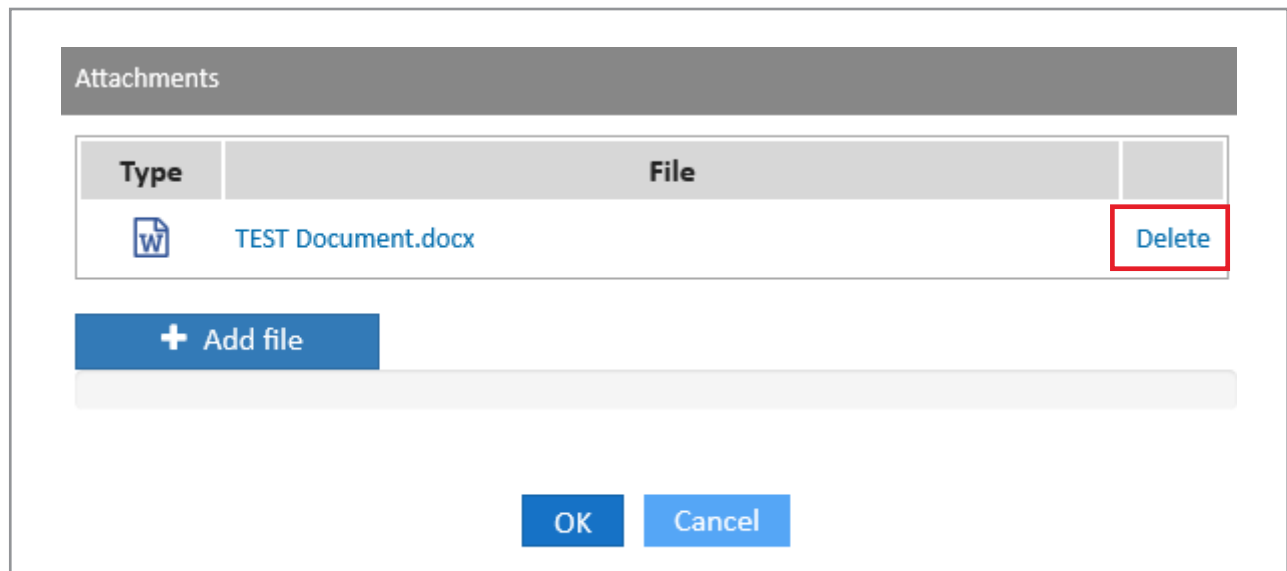 Attachments
Type File
W TEST Document.docx Delete
+ Add file
OK Cancel